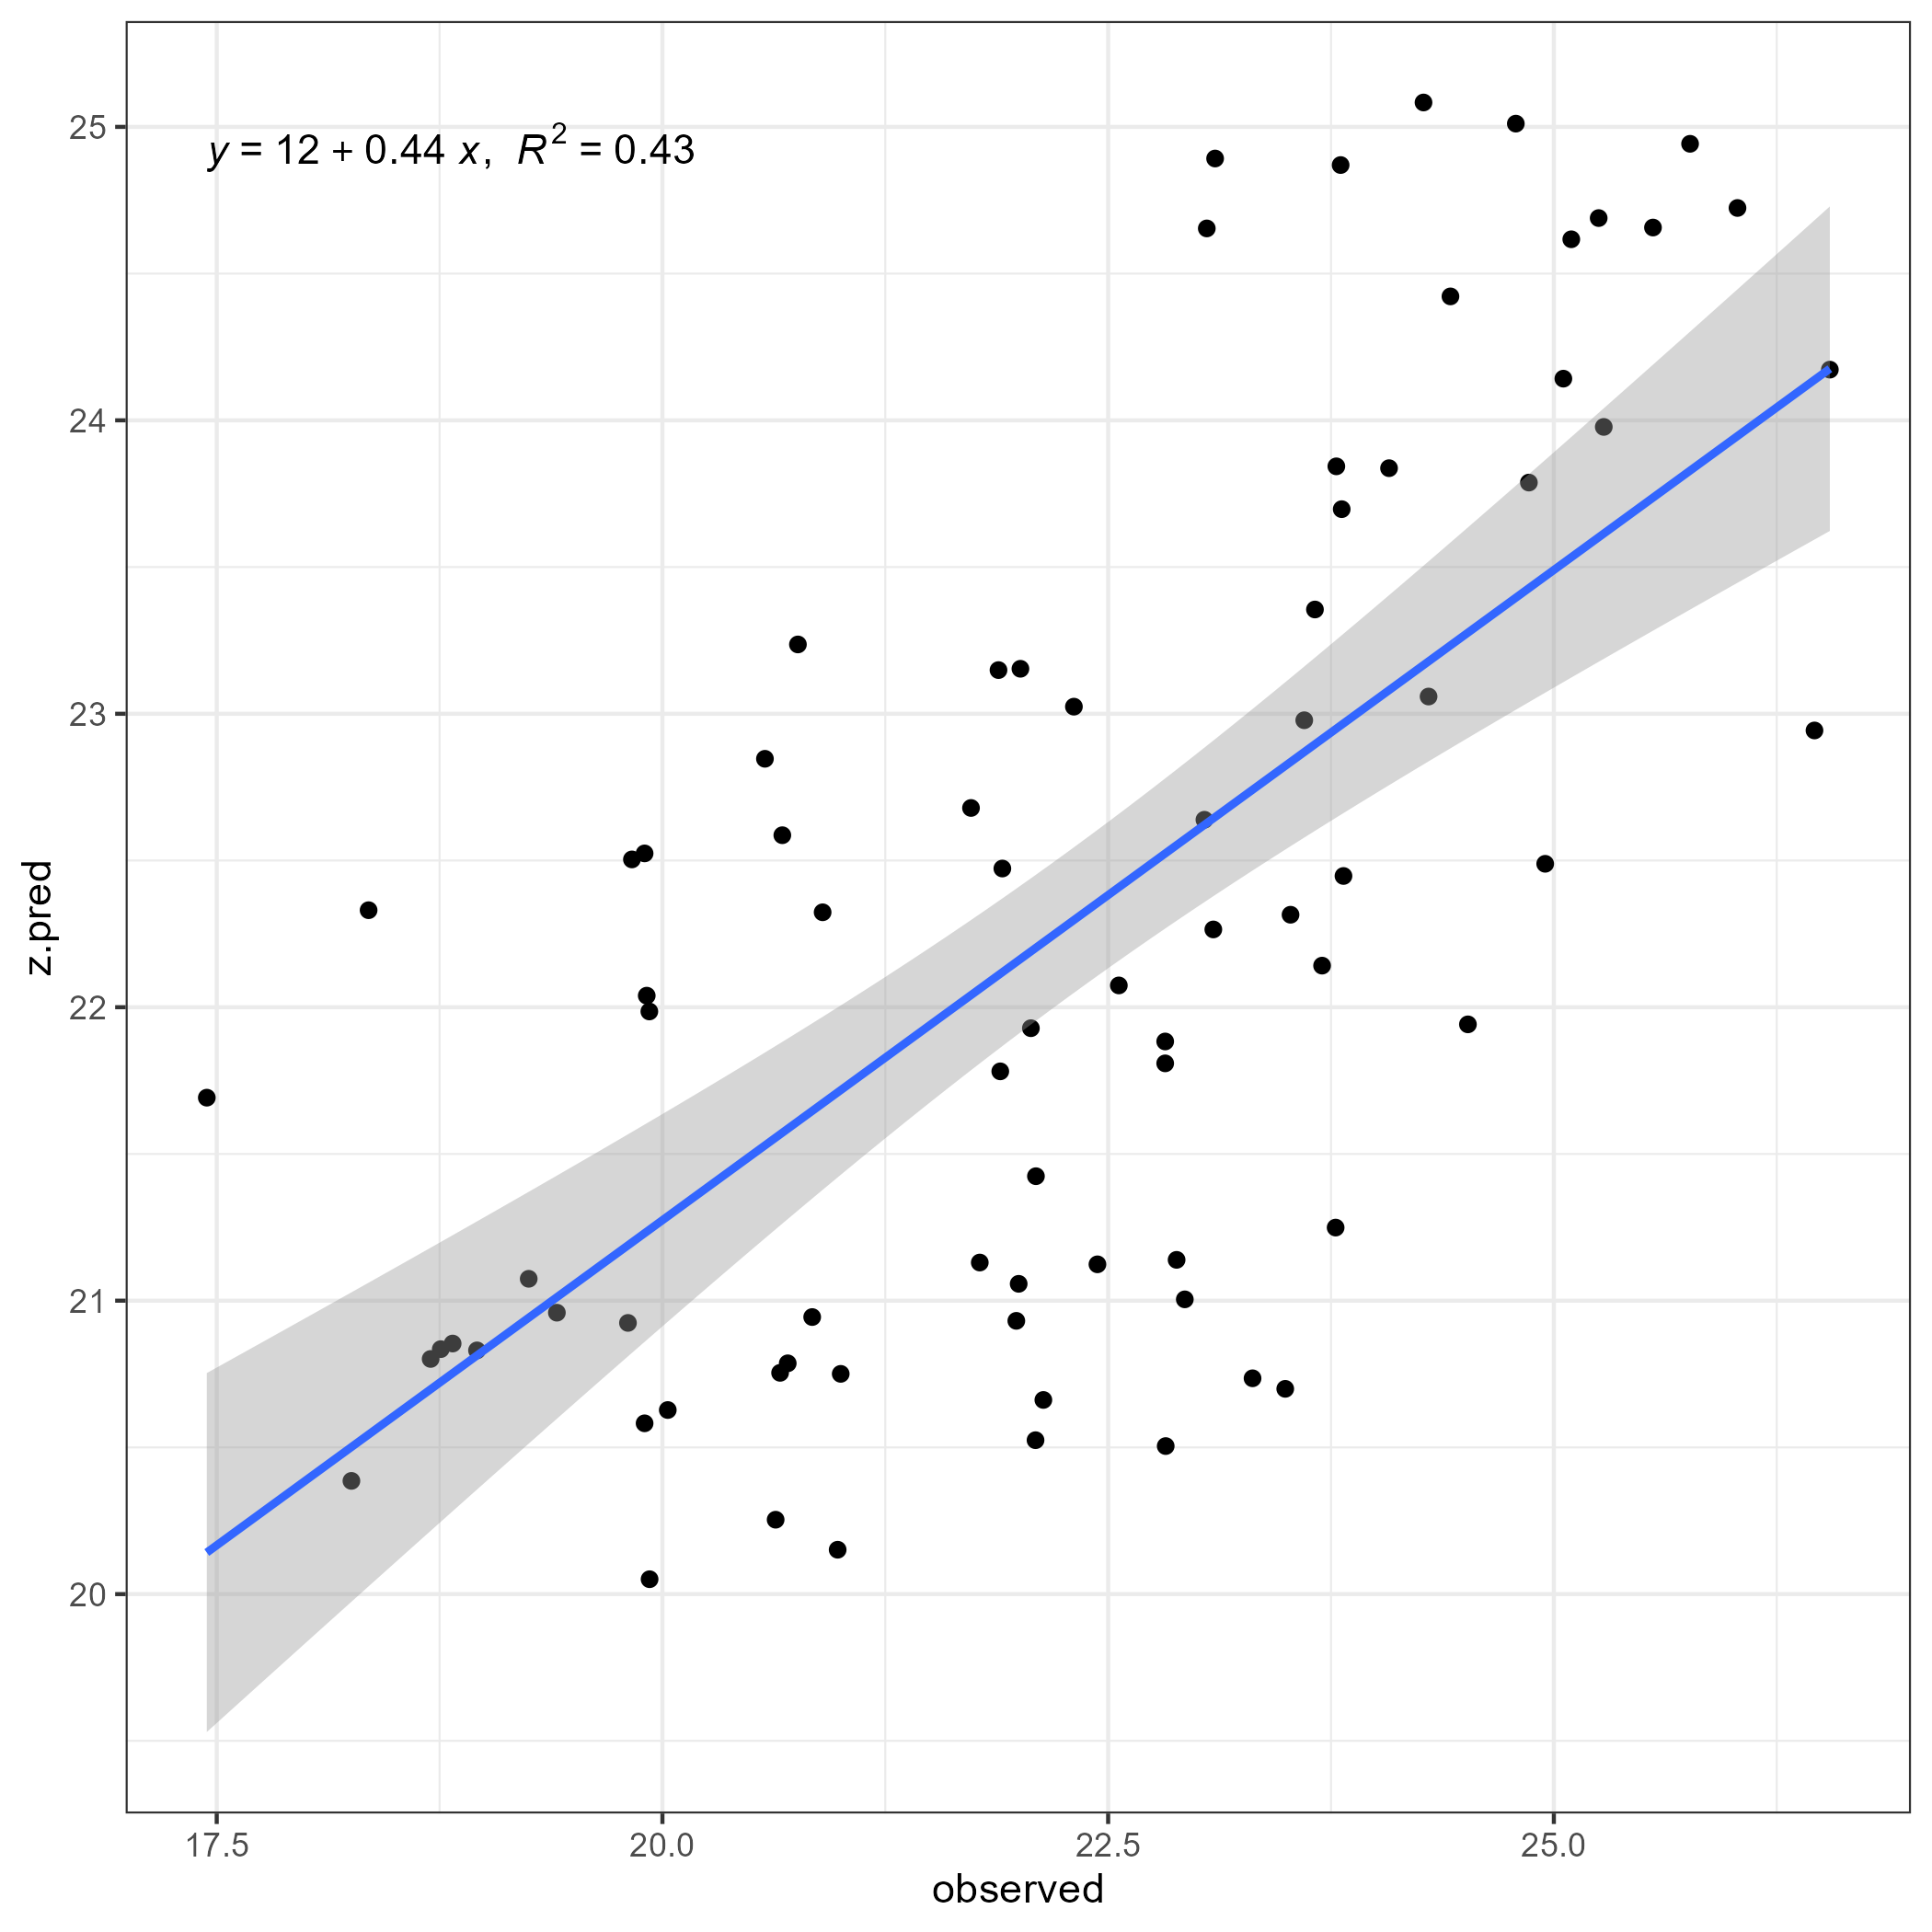 y = 12 + 0.44 x, R² = 0.43
25
24
23
22
21
20
z.pred
17.5 20.0 22.5 25.0
observed